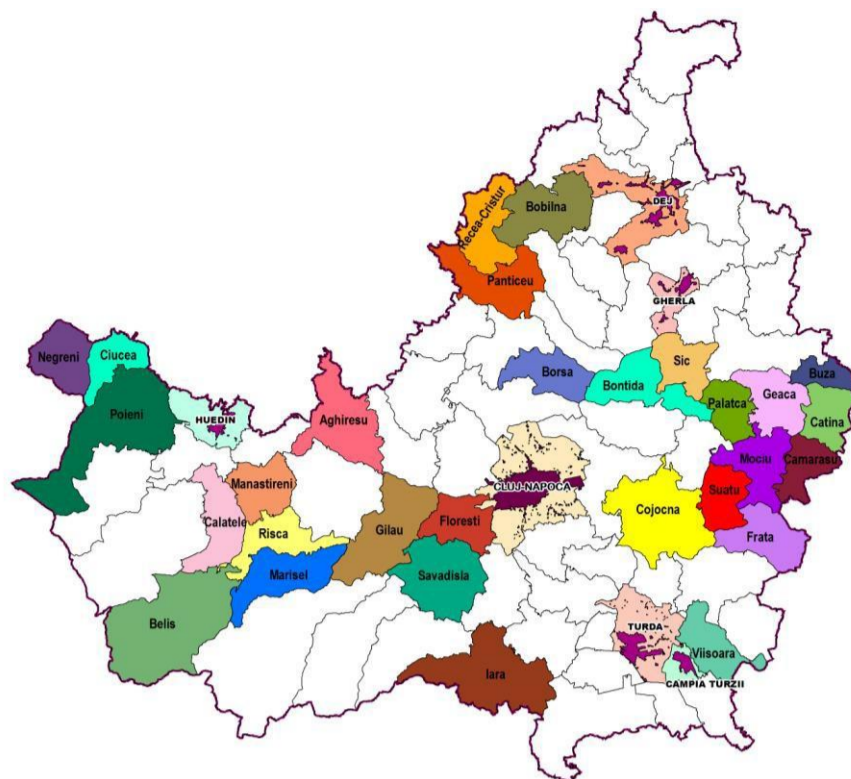 Recea-Cristur
Bobilna
DEJ
Panticeu
GHERLA
Negreni
Ciucea
Borsa
Bontida
Sic
Buza
Geaca
Palatca
Catina
Poieni
HUEDIN
Aghiresu
Mociu
Camarasu
Manastireni
CLUJ-NAPOCA
Suatu
Calatele
Cojocna
Risca
Gilau
Floresti
Frata
Marisel
Savadisla
Belis
TURDA
Viisoara
Iara
CAMPIA TURZII